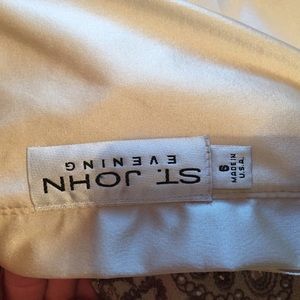 ST. JOHN
EVENING
6
MADE IN
U.S.A.